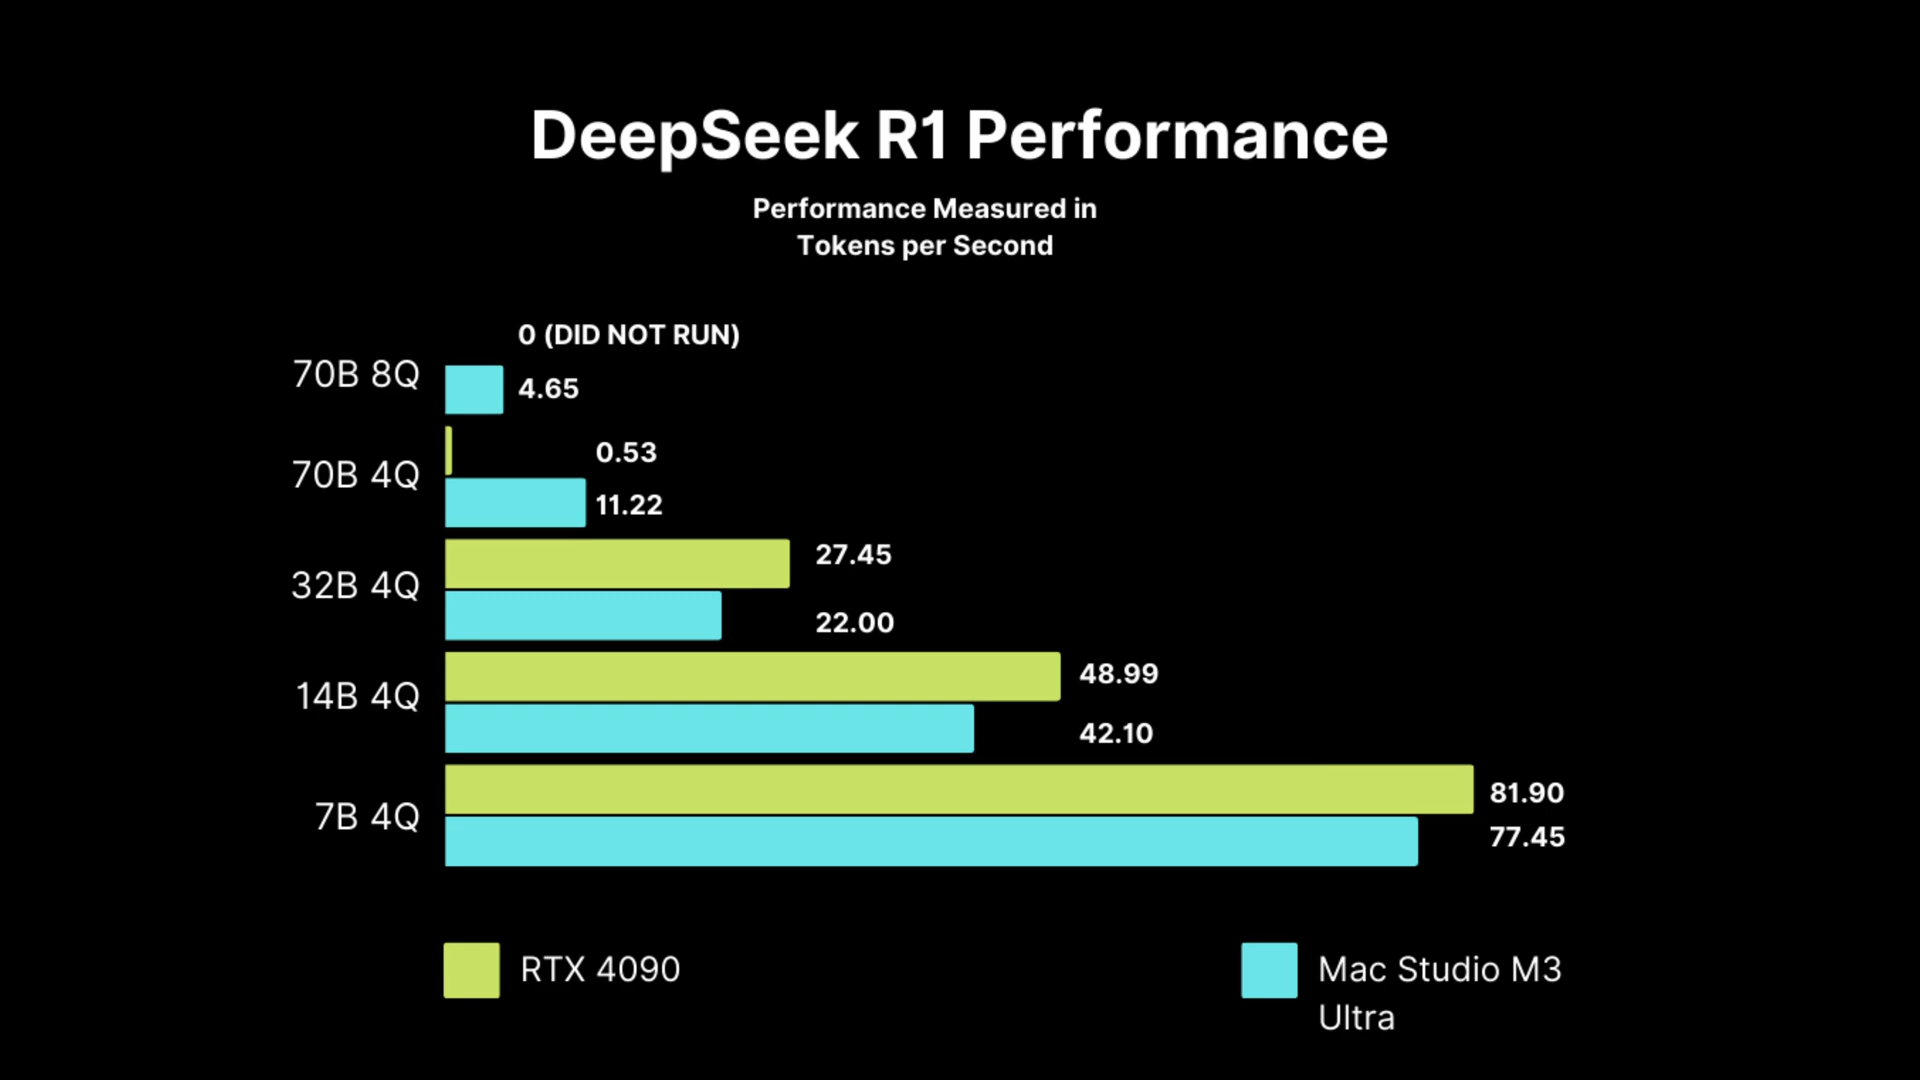 DeepSeek R1 Performance
Performance Measured in
Tokens per Second
0 (DID NOT RUN)
70B 8Q
4.65
0.53
70B 4Q
11.22
27.45
32B 4Q
22.00
48.99
14B 4Q
42.10
81.90
7B 4Q
77.45
RTX 4090
Mac Studio M3
Ultra